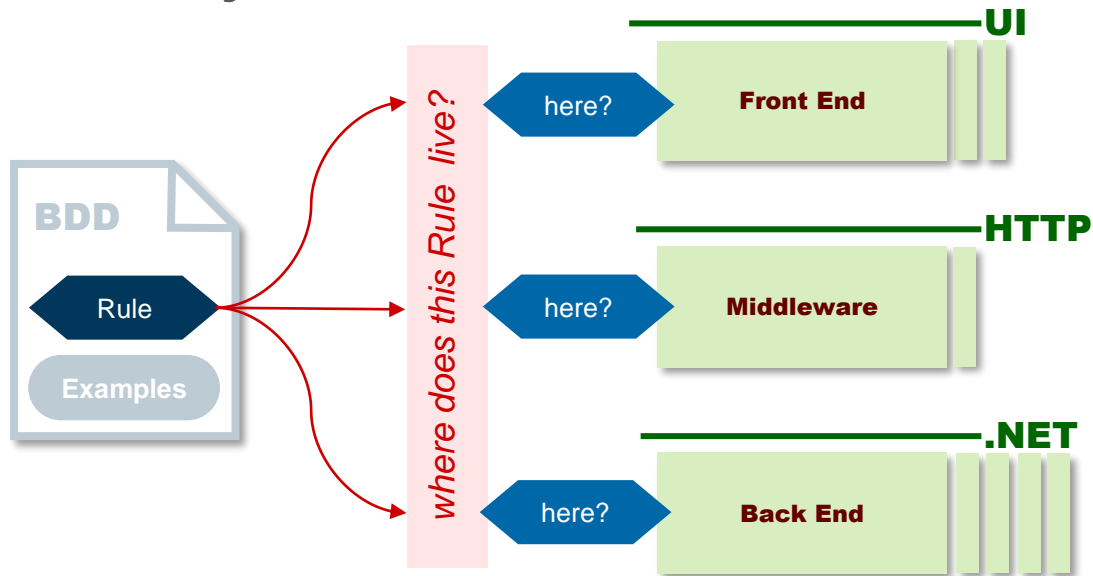 UI
here?
Front End
where does this Rule live?
BDD
Rule
Examples
HTTP
here?
Middleware
.NET
here?
Back End